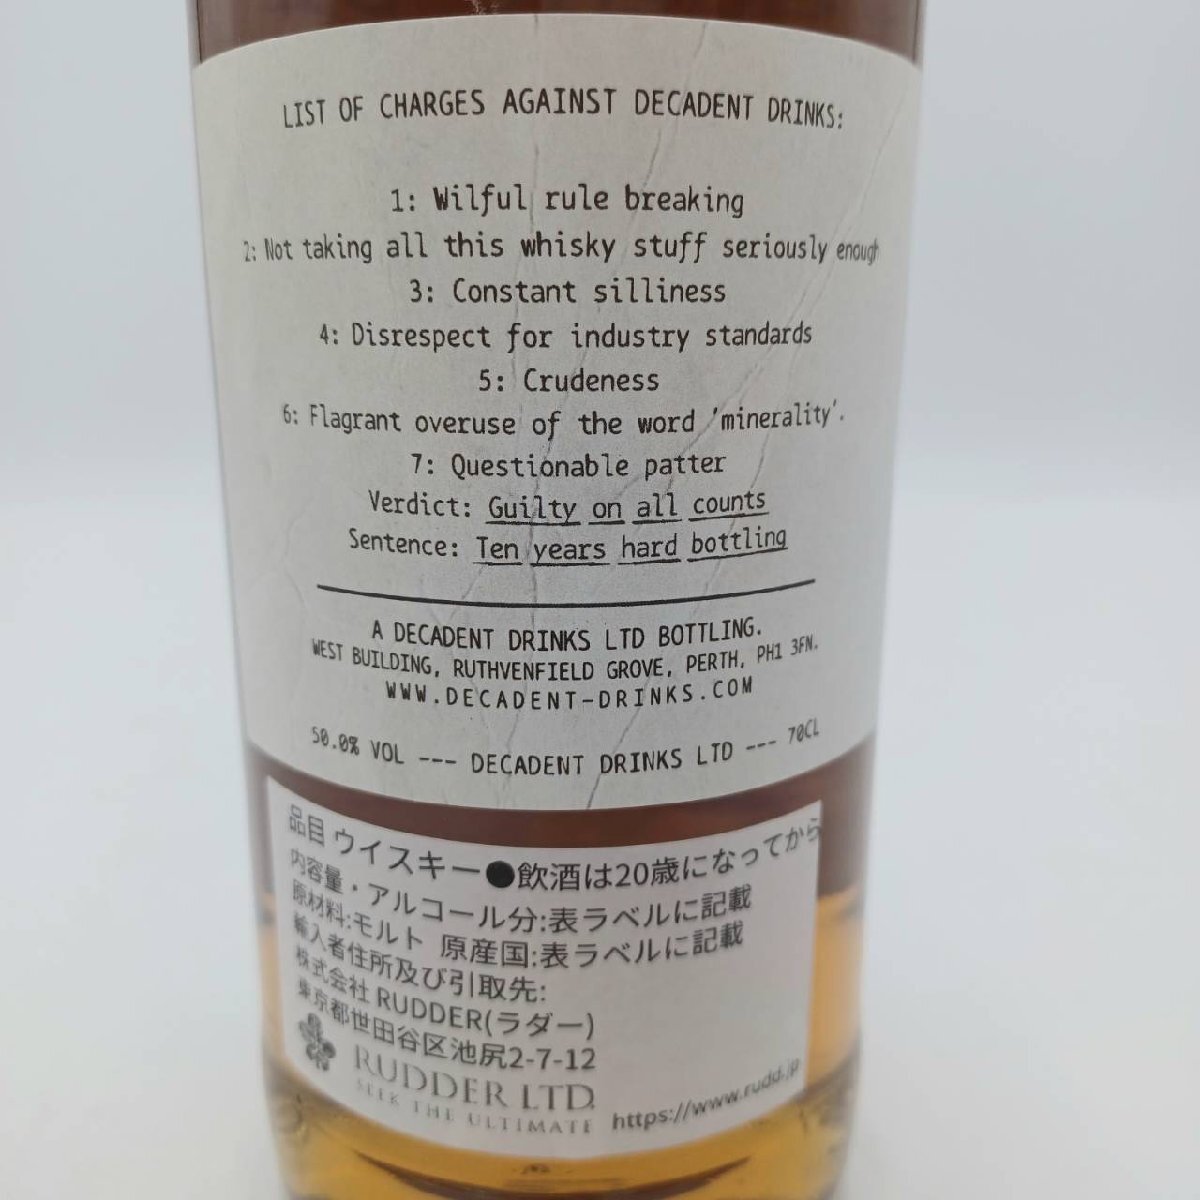 LIST OF CHARGES AGAINST DECADENT DRINKS:
1: Wilful rule breaking
2: Not taking all this whisky stuff seriously enough
3: Constant silliness
4: Disrespect for industry standards
5: Crudeness
6: Flagrant overuse of the word 'minerality'.
7: Questionable patter
Verdict: Guilty on all counts
Sentence: Ten years hard bottling
A DECADENT DRINKS LTD BOTTLING.
WEST BUILDING, RUTHVENFIELD GROVE, PERTH, PH1 3FN.
WWW.DECADENT-DRINKS.COM
50.0% VOL --- DECADENT DRINKS LTD --- 70CL
品目 ウイスキー●飲酒は20歳になってから
内容量・アルコール分:表ラベルに記載
原材料:モルト 原産国:表ラベルに記載
輸入者住所及び引取先:
株式会社 RUDDER(ラダー)
東京都世田谷区池尻2-7-12
RUDDER LTD.
SEEK THE ULTIMATE
https://www.rudd.jp